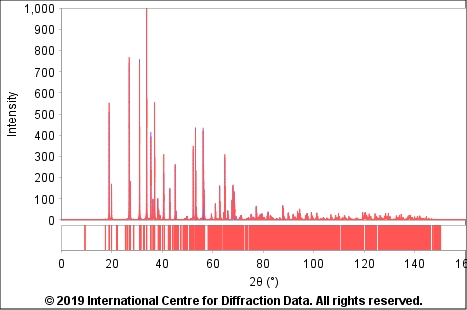 1,000
900
800
700
600
500
400
300
200
100
0
Intensity
0 20 40 60 80 100 120 140 16
2θ (°)
© 2019 International Centre for Diffraction Data. All rights reserved.